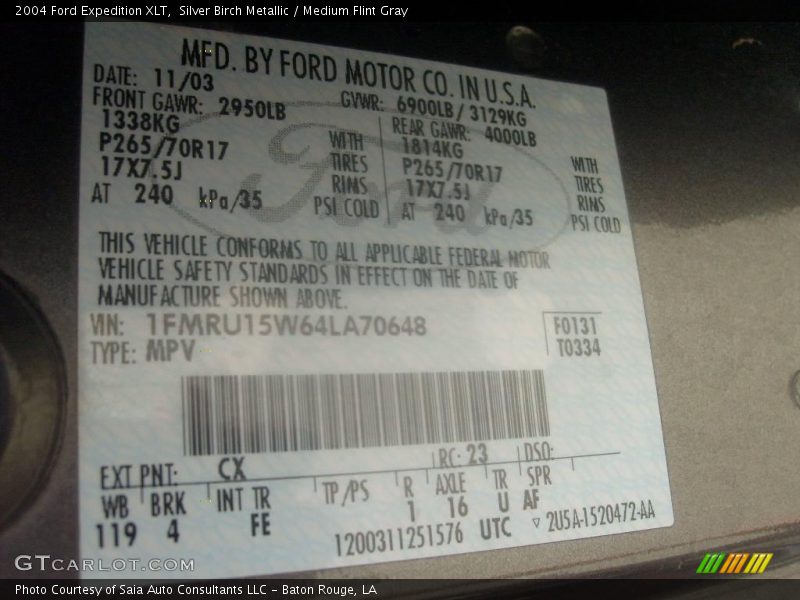 2004 Ford Expedition XLT, Silver Birch Metallic / Medium Flint Gray
MFD. BY FORD MOTOR CO. IN U.S.A.
DATE: 11/03 GVWR: 6900LB / 3129KG
FRONT GAWR: 2950LB REAR GAWR: 4000LB
1338KG WITH 1814KG WITH
P265/70R17 TIRES P265/70R17 TIRES
17X7.5J RIMS 17X7.5J RIMS
AT 240 kPa/35 PSI COLD AT 240 kPa/35 PSI COLD
Ford
THIS VEHICLE CONFORMS TO ALL APPLICABLE FEDERAL MOTOR
VEHICLE SAFETY STANDARDS IN EFFECT ON THE DATE OF
MANUFACTURE SHOWN ABOVE.
VIN: 1FMRU15W64LA70648 F0131
TYPE: MPV T0334
EXT PNT: CX RC: 23 DSO:
WB BRK INT TR TP/PS R AXLE TR SPR
119 4 FE 1 16 U AF
1200311251576 UTC ▽ 2U5A-1520472-AA
GTCARLOT.COM
Photo Courtesy of Saia Auto Consultants LLC - Baton Rouge, LA